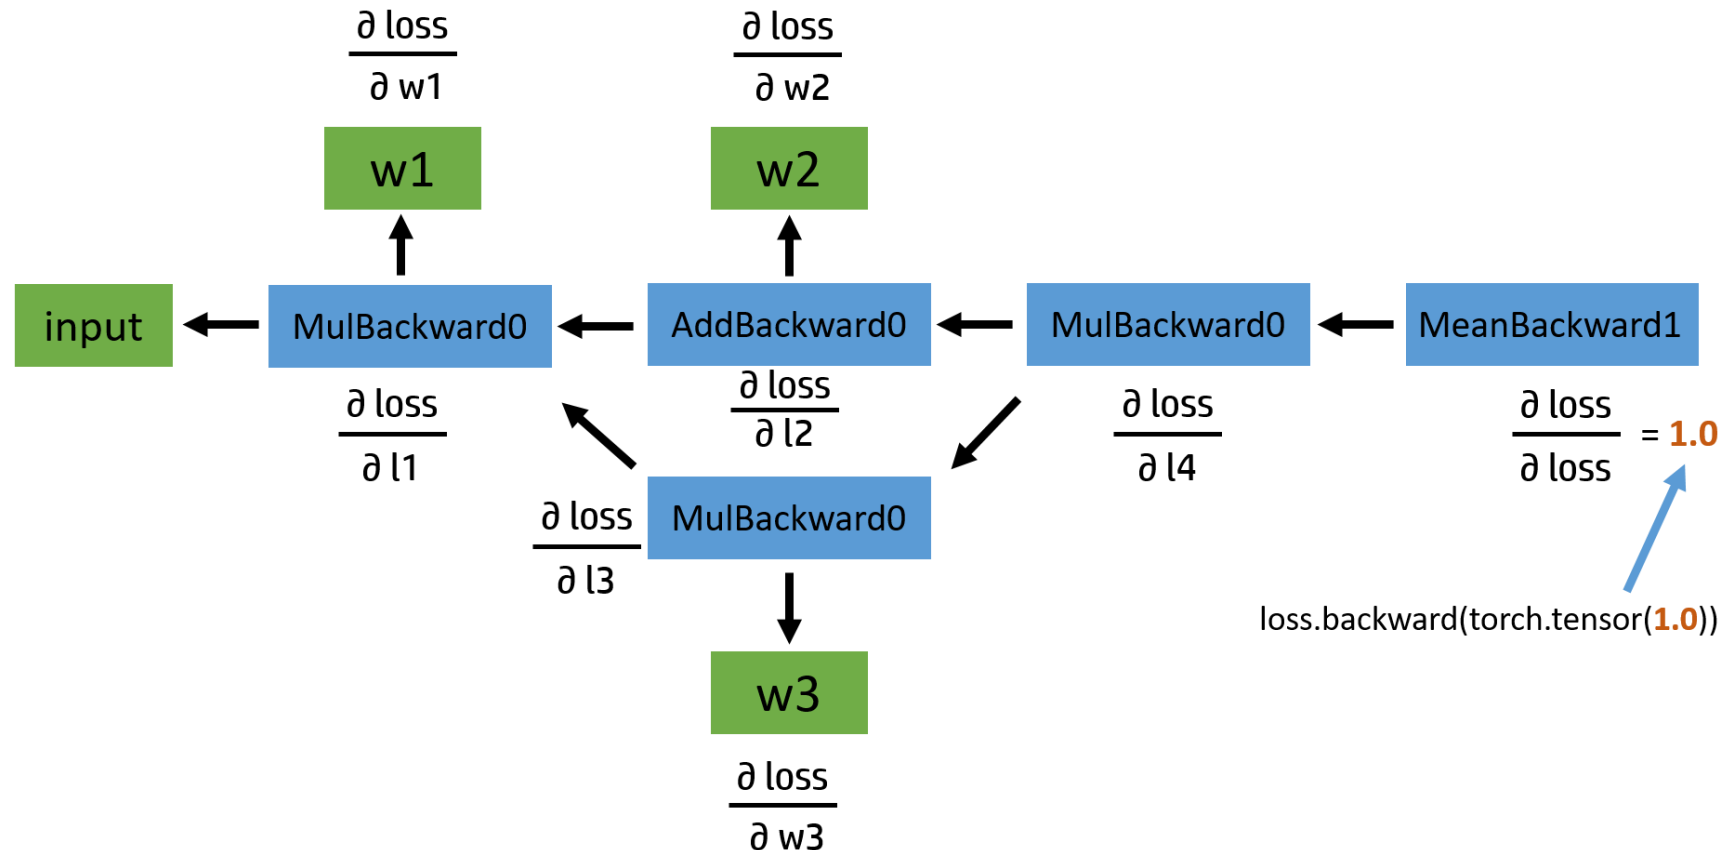 ∂ loss
∂ w1
∂ loss
∂ w2
w1
w2
input
MulBackward0
AddBackward0
MulBackward0
MeanBackward1
∂ loss
∂ l1
∂ loss
∂ l2
∂ loss
∂ l4
∂ loss
∂ loss
= 1.0
∂ loss
∂ l3
MulBackward0
loss.backward(torch.tensor(1.0))
w3
∂ loss
∂ w3